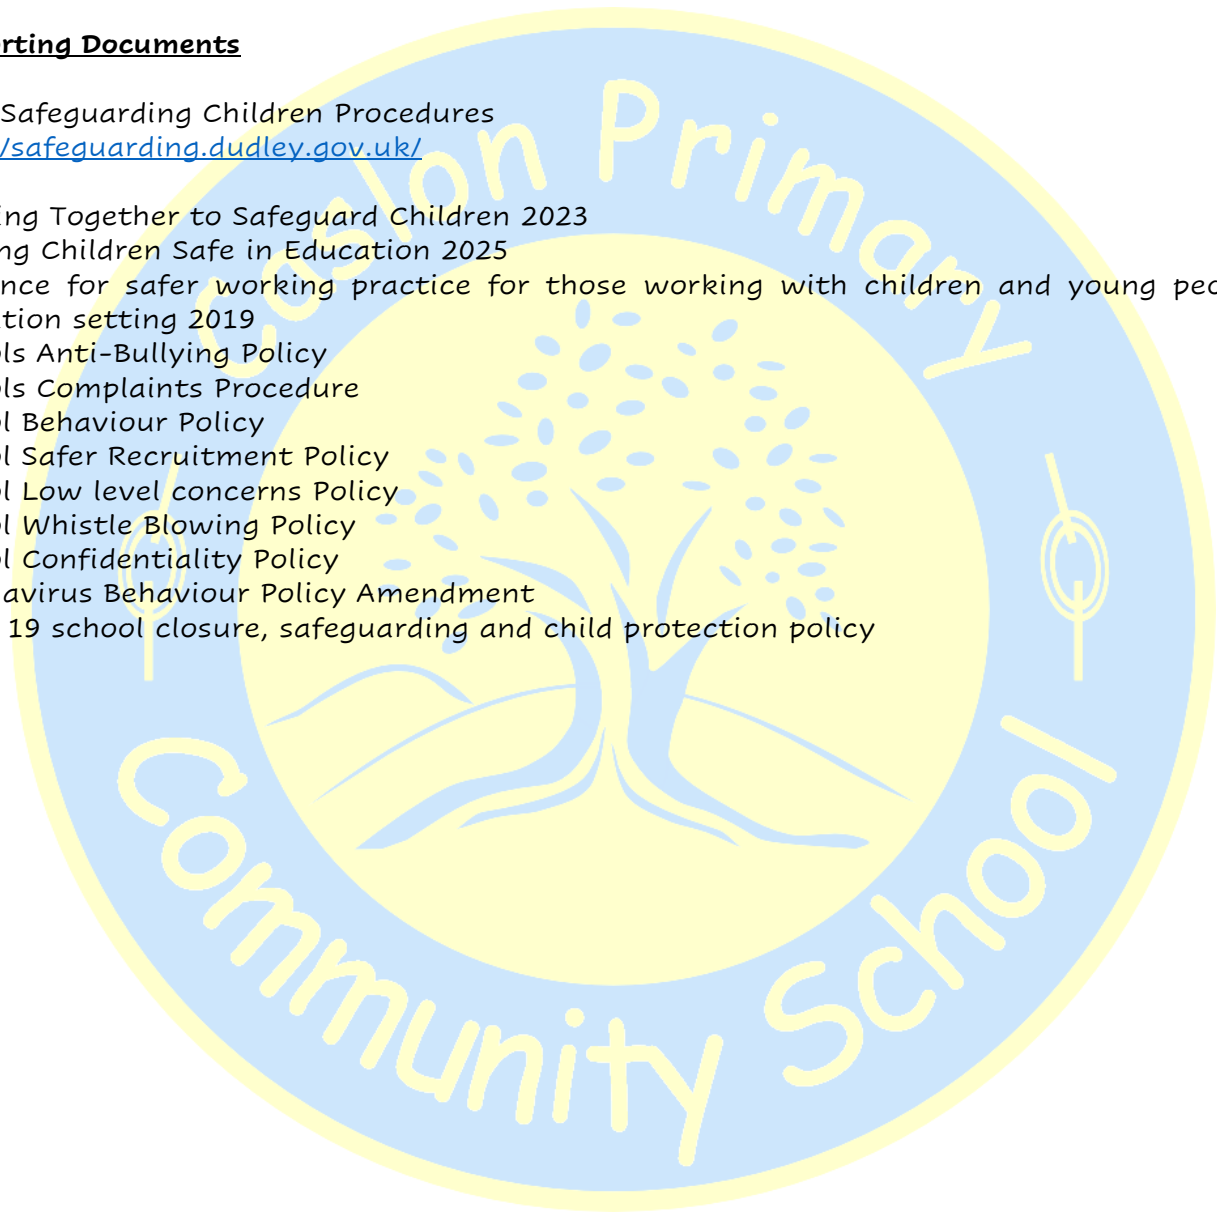 rting Documents
Safeguarding Children Procedures
/safeguarding.dudley.gov.uk/
ing Together to Safeguard Children 2023
ng Children Safe in Education 2025
nce for safer working practice for those working with children and young peo
tion setting 2019
ls Anti-Bullying Policy
ls Complaints Procedure
l Behaviour Policy
l Safer Recruitment Policy
l Low level concerns Policy
l Whistle Blowing Policy
l Confidentiality Policy
avirus Behaviour Policy Amendment
19 school closure, safeguarding and child protection policy
Caslon Primary
Community School